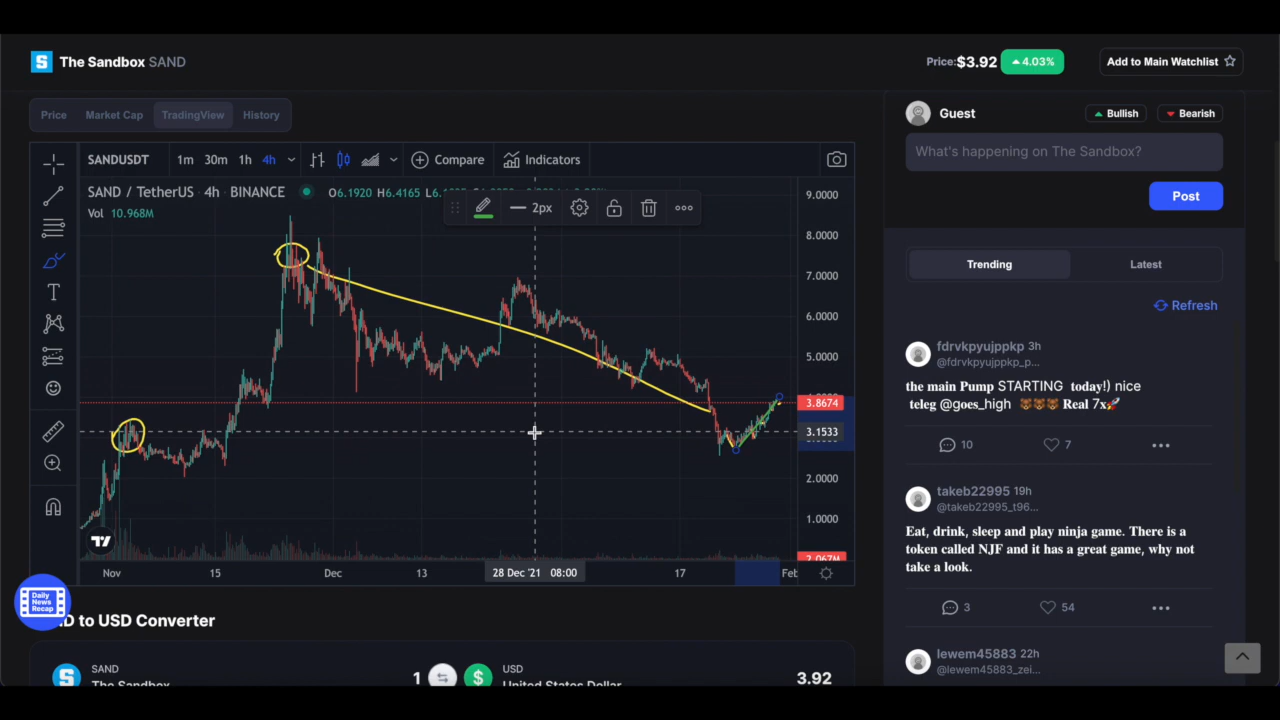 The Sandbox SAND
Price:$3.92 4.03% Add to Main Watchlist
Price Market Cap TradingView History
SANDUSDT 1m 30m 1h 4h Compare Indicators
SAND / TetherUS · 4h · BINANCE O6.1920 H6.4165
Vol 10.968M
2px
9.0000
8.0000
7.0000
6.0000
5.0000
3.8674
3.1533
2.0000
1.0000
2.067M
Nov 15 Dec 13 28 Dec '21 08:00 17 Feb
Daily
News
Recap
to USD Converter
SAND
The Sandbox
1
USD
United States Dollar
3.92
Guest
Bullish Bearish
What's happening on The Sandbox?
Post
Trending Latest
Refresh
fdrvkpyujppkp 3h
@fdrvkpyujppkp_p...
the main Pump STARTING today!) nice
teleg @goes_high 🐯🐯🐯 Real 7x🚀
10 7
takeb22995 19h
@takeb22995_t96...
Eat, drink, sleep and play ninja game. There is a
token called NJF and it has a great game, why not
take a look.
3 54
lewem45883 22h
@lewem45883_zei...